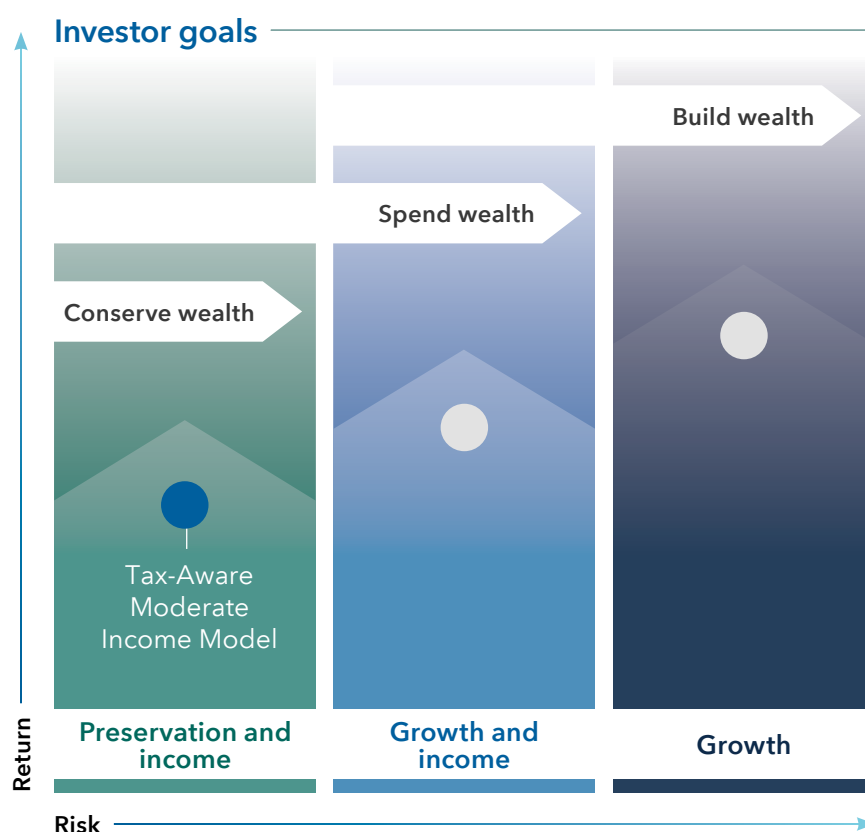 Investor goals
Build wealth
Spend wealth
Conserve wealth
Tax-Aware
Moderate
Income Model
Preservation and
income
Growth and
income
Growth
Return
Risk